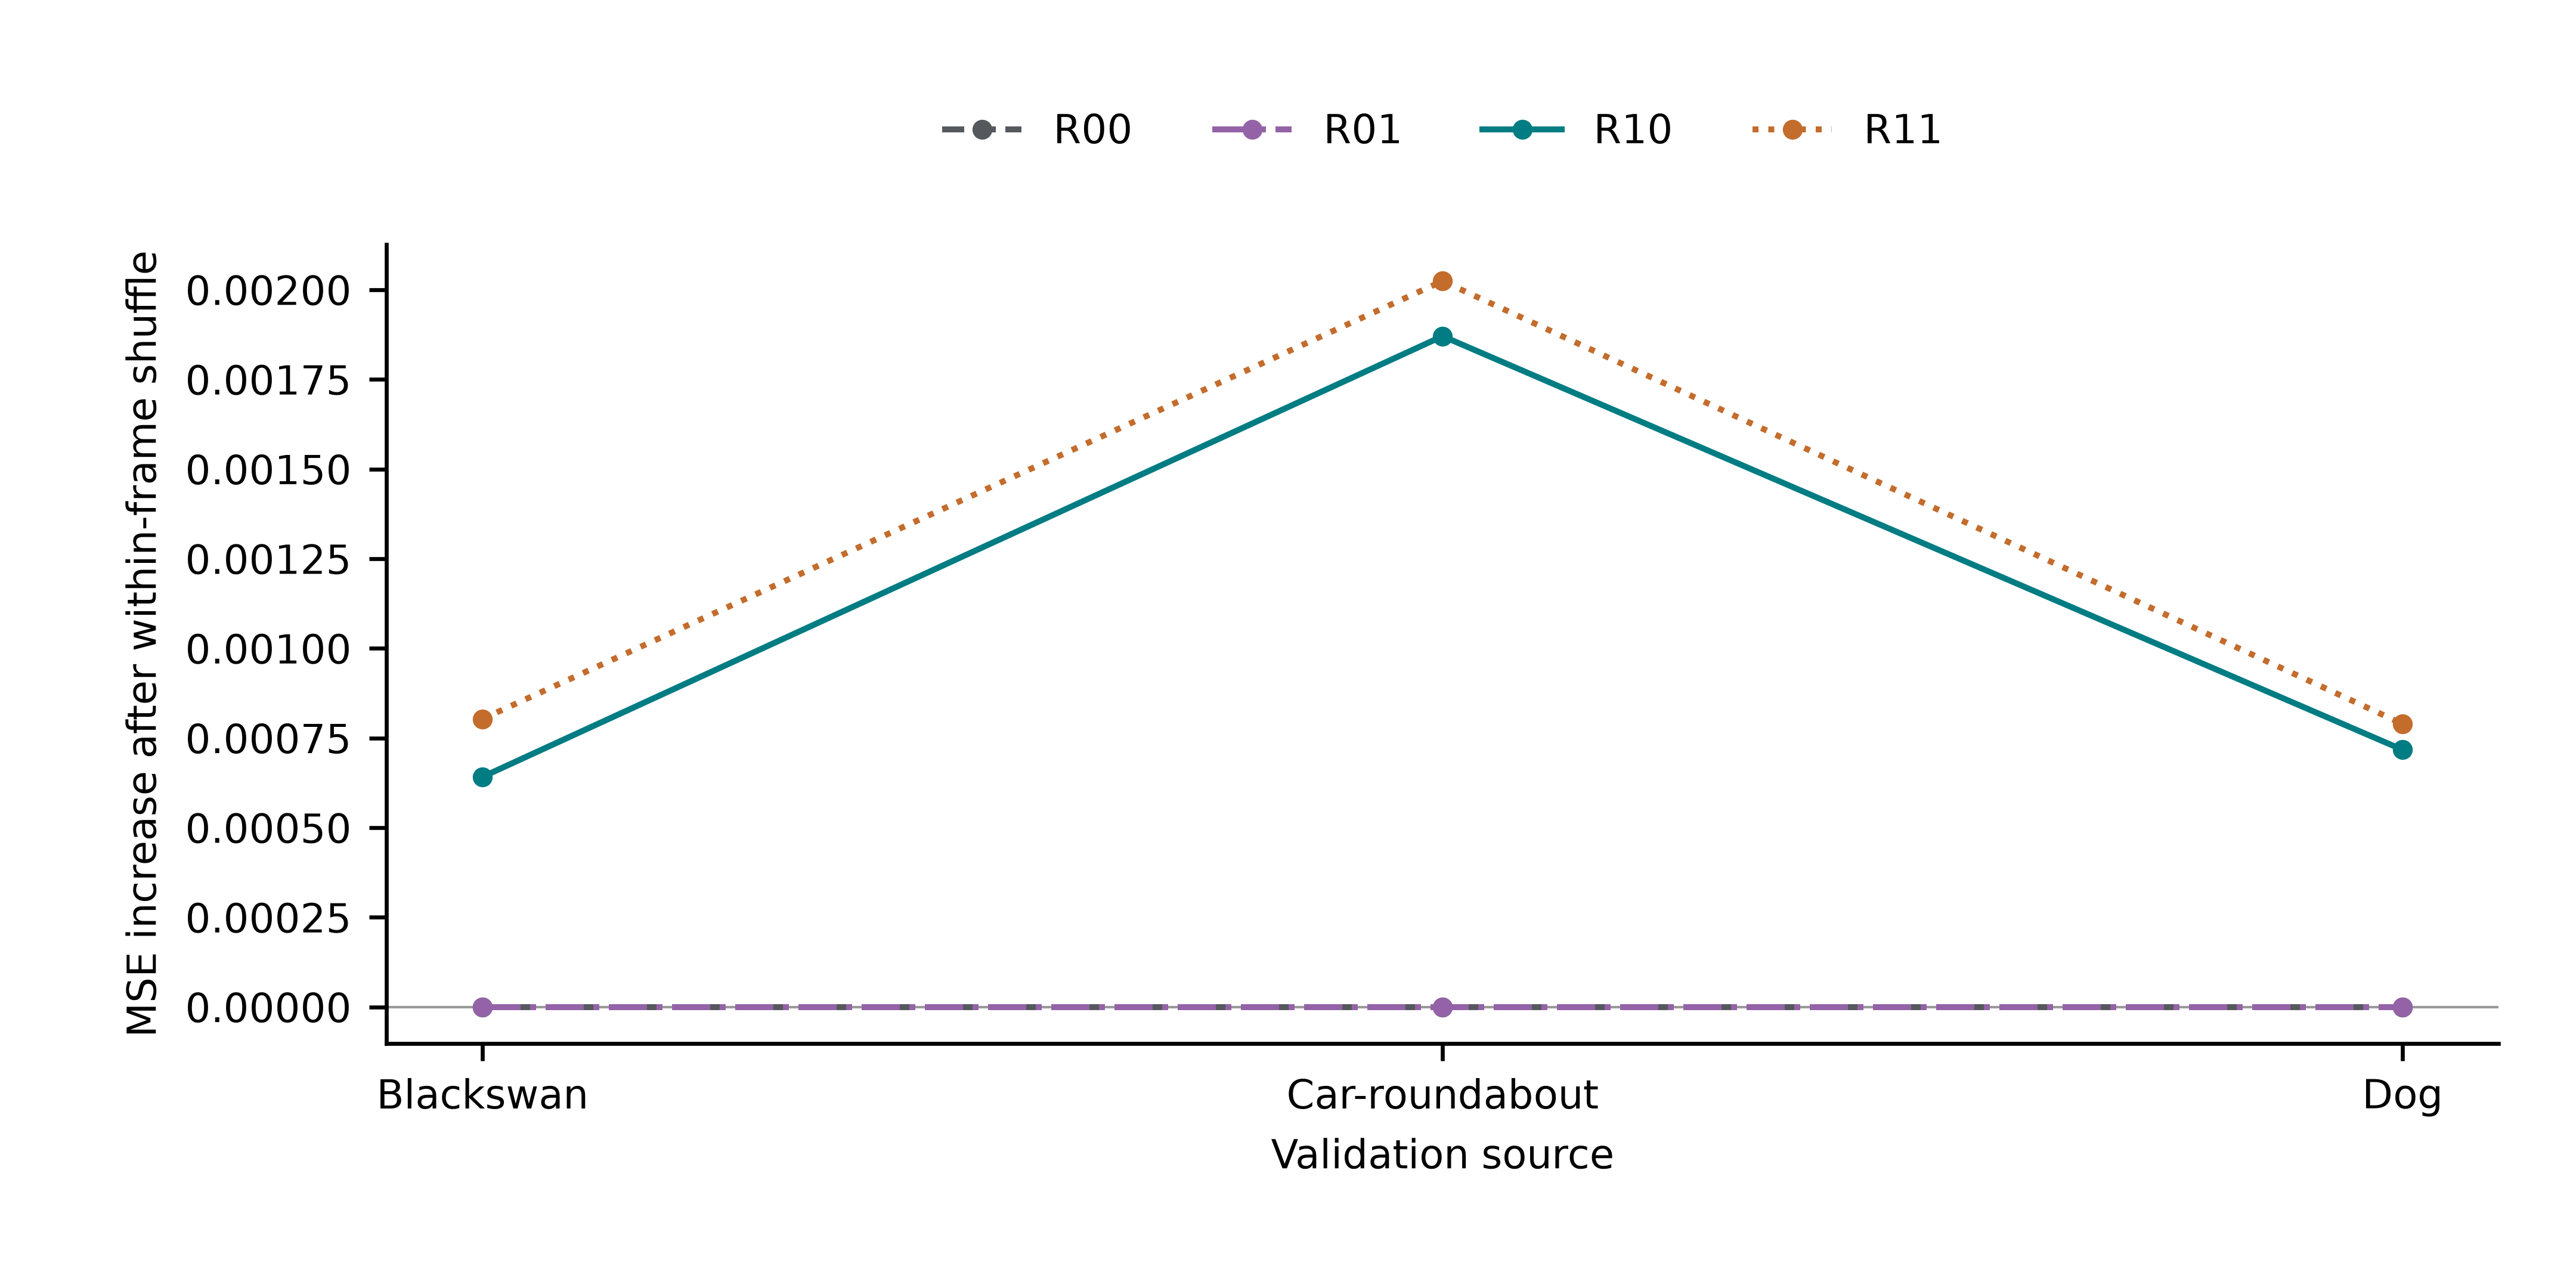 R00 R01 R10 R11
MSE increase after within-frame shuffle
0.00200
0.00175
0.00150
0.00125
0.00100
0.00075
0.00050
0.00025
0.00000
Blackswan Car-roundabout Dog
Validation source